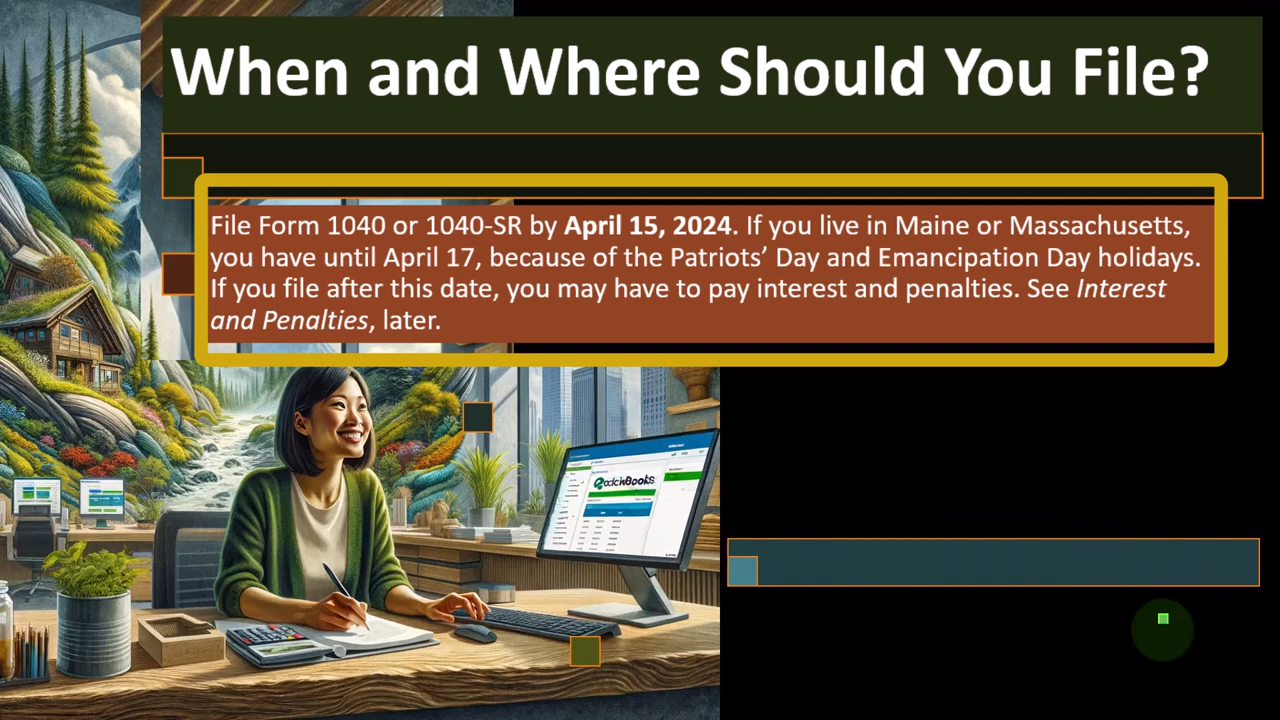 When and Where Should You File?
File Form 1040 or 1040-SR by April 15, 2024. If you live in Maine or Massachusetts,
you have until April 17, because of the Patriots’ Day and Emancipation Day holidays.
If you file after this date, you may have to pay interest and penalties. See Interest
and Penalties, later.